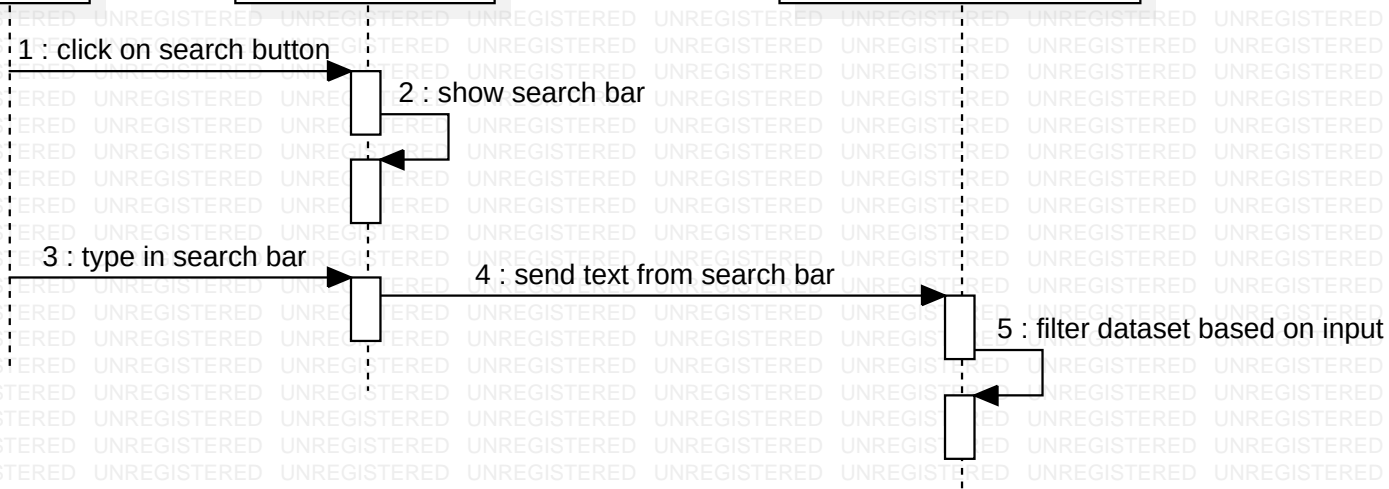 1 : click on search button
2 : show search bar
3 : type in search bar
4 : send text from search bar
5 : filter dataset based on input
UNREGISTERED